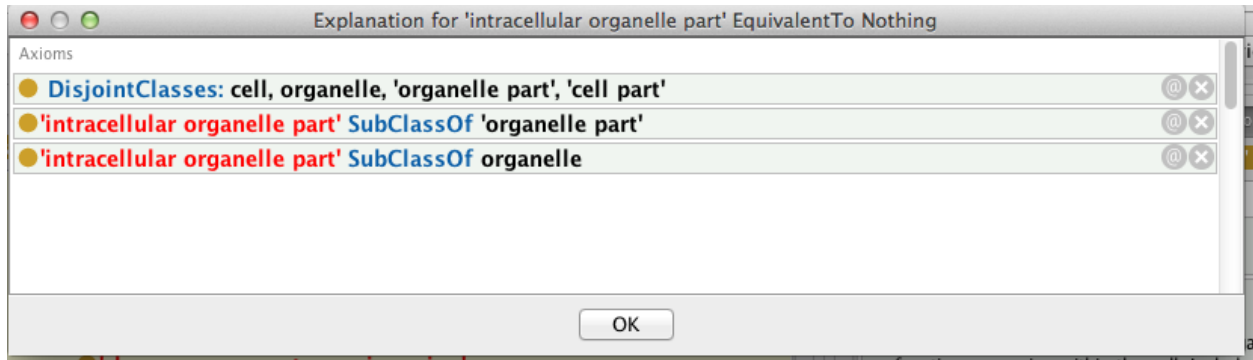 Explanation for 'intracellular organelle part' EquivalentTo Nothing
Axioms
DisjointClasses: cell, organelle, 'organelle part', 'cell part'
'intracellular organelle part' SubClassOf 'organelle part'
'intracellular organelle part' SubClassOf organelle
OK